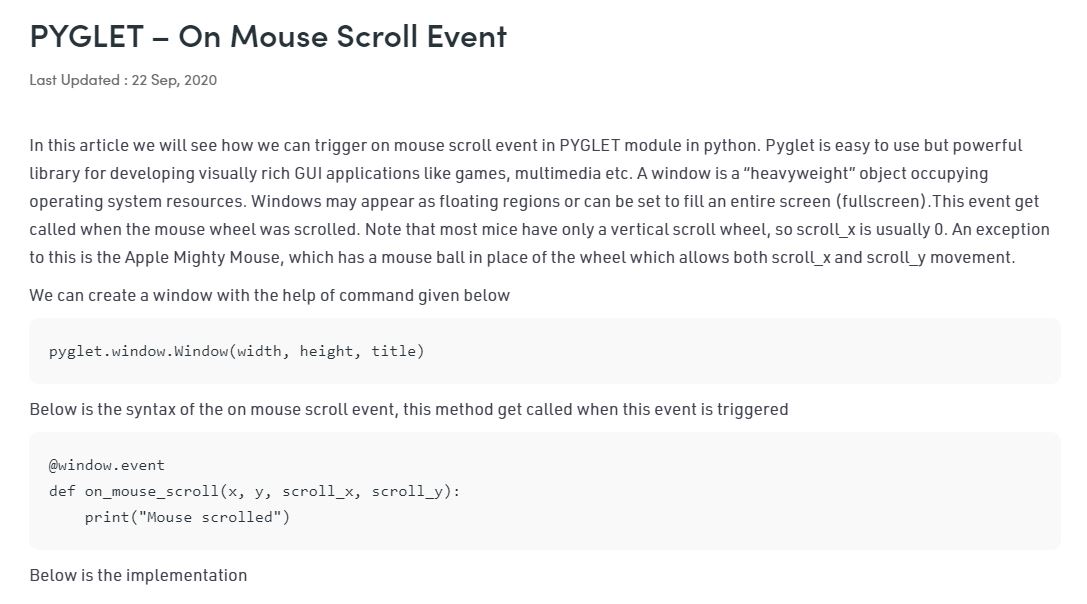 PYGLET – On Mouse Scroll Event
Last Updated : 22 Sep, 2020
In this article we will see how we can trigger on mouse scroll event in PYGLET module in python. Pyglet is easy to use but powerful
library for developing visually rich GUI applications like games, multimedia etc. A window is a “heavyweight” object occupying
operating system resources. Windows may appear as floating regions or can be set to fill an entire screen (fullscreen).This event get
called when the mouse wheel was scrolled. Note that most mice have only a vertical scroll wheel, so scroll_x is usually 0. An exception
to this is the Apple Mighty Mouse, which has a mouse ball in place of the wheel which allows both scroll_x and scroll_y movement.
We can create a window with the help of command given below
pyglet.window.Window(width, height, title)
Below is the syntax of the on mouse scroll event, this method get called when this event is triggered
@window.event
def on_mouse_scroll(x, y, scroll_x, scroll_y):
    print("Mouse scrolled")
Below is the implementation